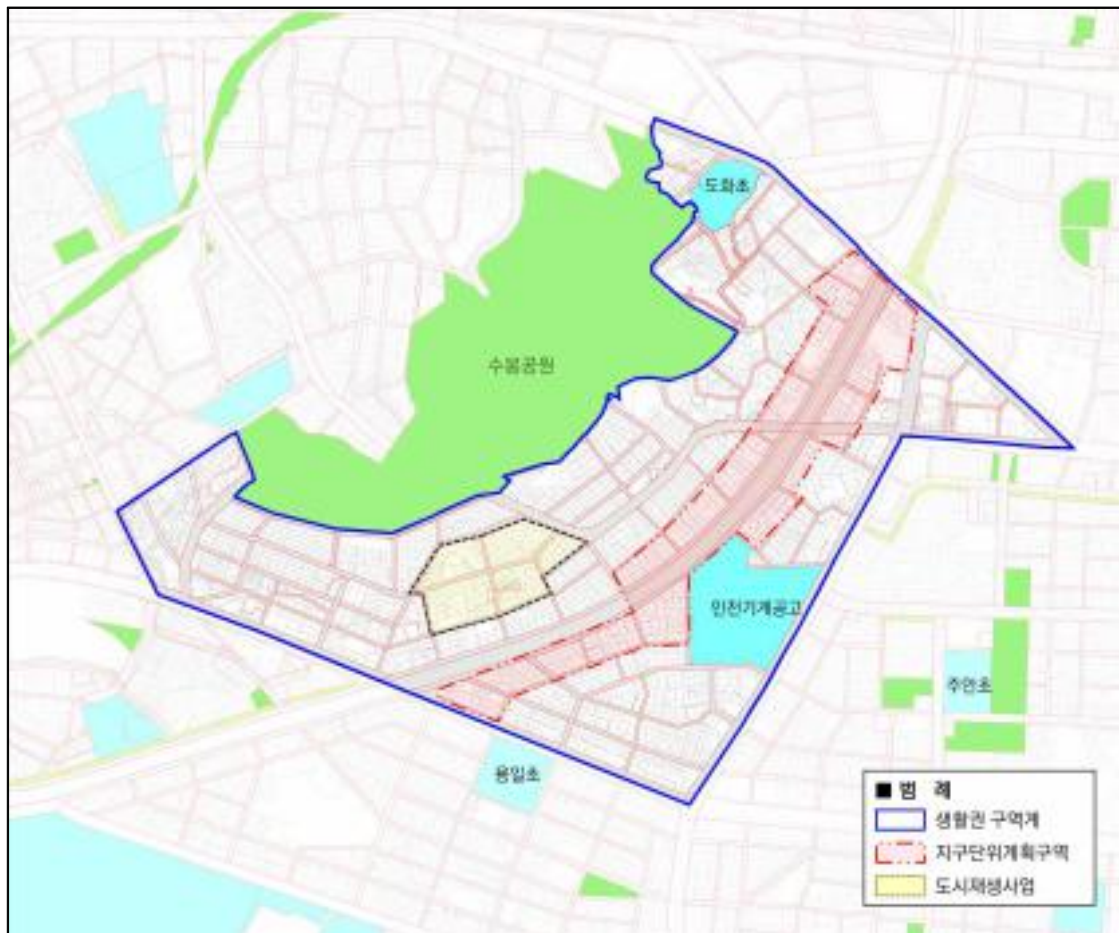 도화초
수봉공원
인천기계공고
주안초
용일초
■ 범 례
생활권 구역계
지구단위계획구역
도시재생사업